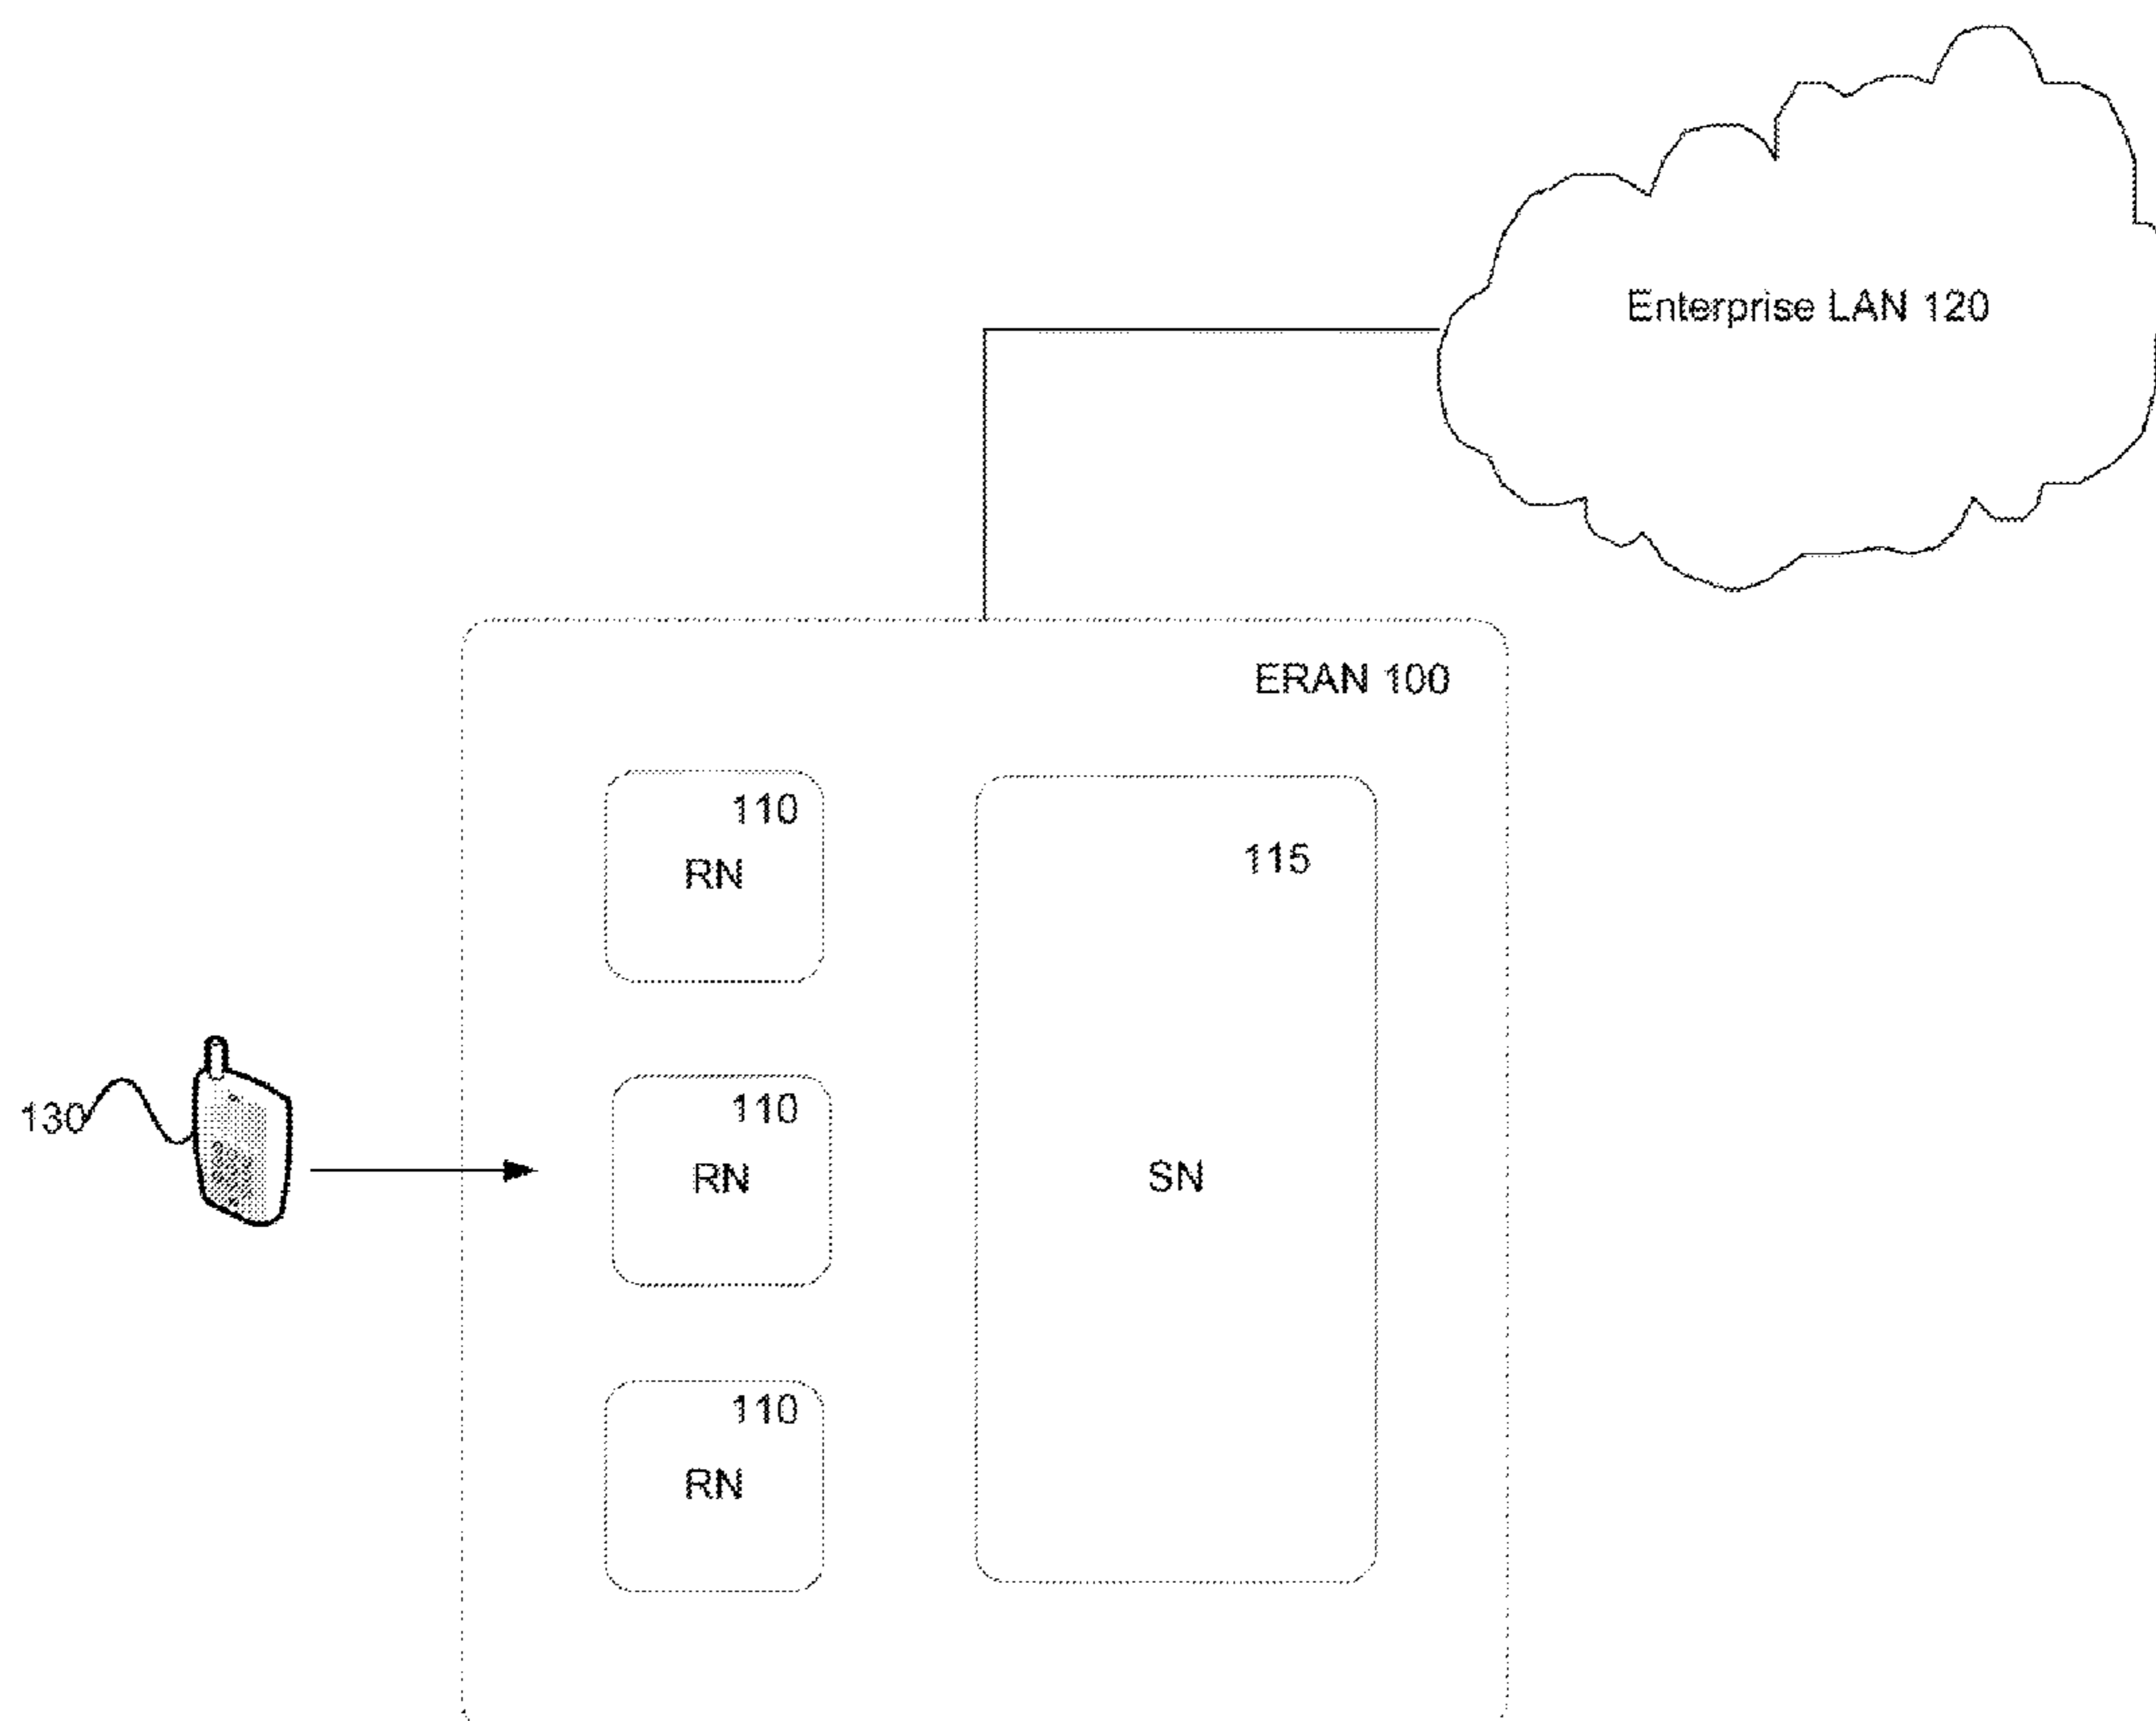 Enterprise LAN 120
ERAN 100
110
RN
115
110
RN
SN
130
110
RN